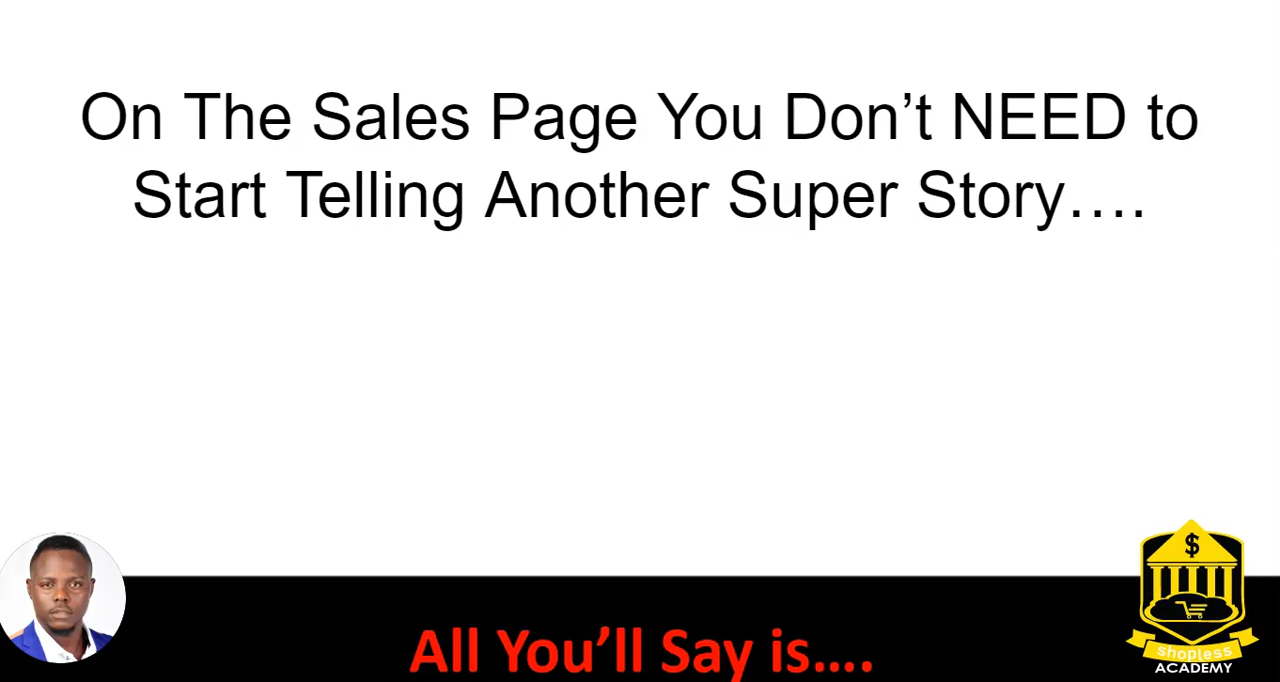 On The Sales Page You Don’t NEED to
Start Telling Another Super Story….
All You’ll Say is….
$
shopless
ACADEMY